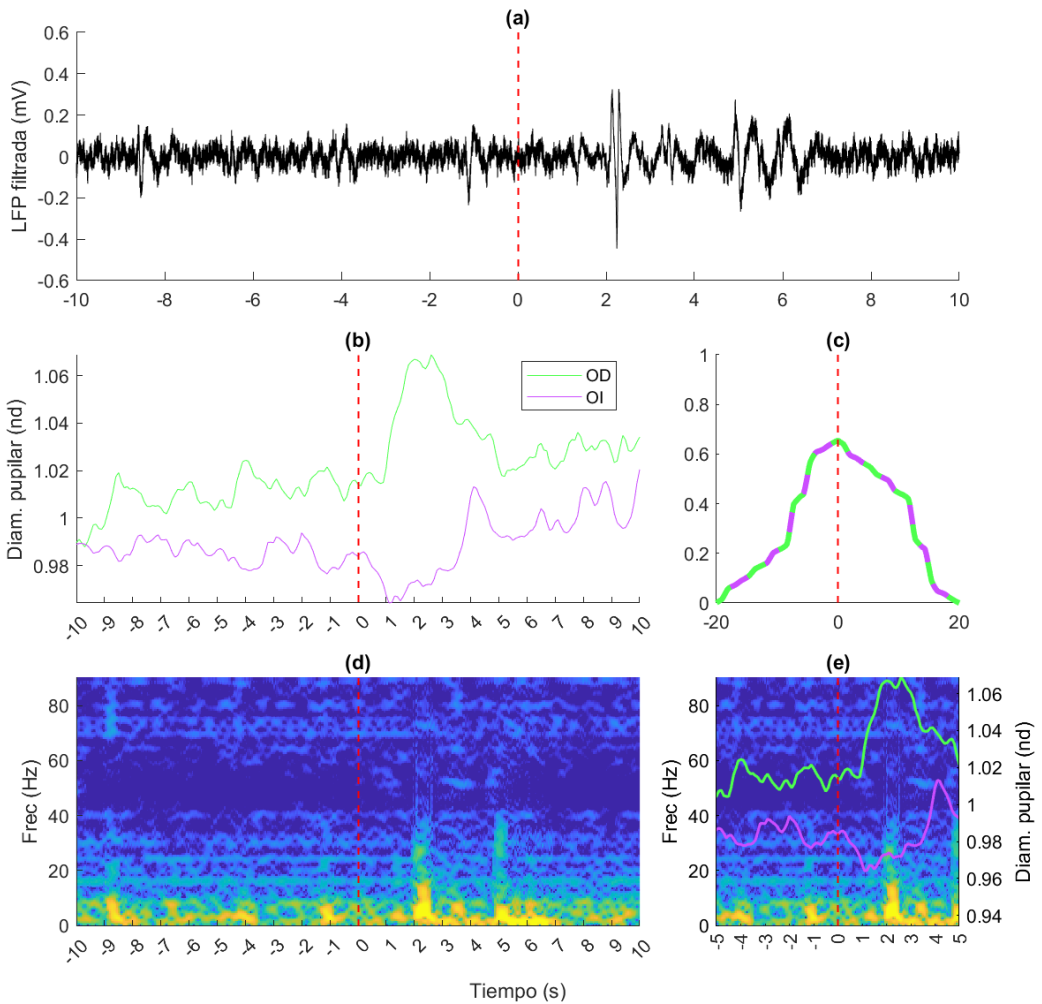 (a)
LFP filtrada (mV)
0.6
0.4
0.2
0
-0.2
-0.4
-0.6
-10 -8 -6 -4 -2 0 2 4 6 8 10
(b)
Diam. pupilar (nd)
1.06
1.04
1.02
1
0.98
OD
OI
-10 -9 -8 -7 -6 -5 -4 -3 -2 -1 0 1 2 3 4 5 6 7 8 9 10
(c)
1
0.8
0.6
0.4
0.2
0
-20 0 20
(d)
Frec (Hz)
80
60
40
20
0
-10 -9 -8 -7 -6 -5 -4 -3 -2 -1 0 1 2 3 4 5 6 7 8 9 10
(e)
Frec (Hz)
80
60
40
20
0
1.06
1.04
1.02
1
0.98
0.96
0.94
Diam. pupilar (nd)
-5 -4 -3 -2 -1 0 1 2 3 4 5
Tiempo (s)